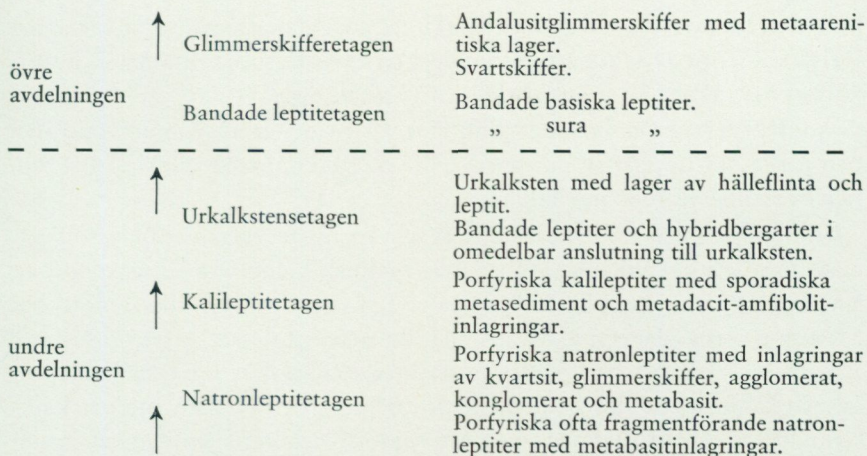 övre
avdelningen
Glimmerskifferetagen
Andalusitglimmerskiffer med metaareni-
tiska lager.
Svartskiffer.
Bandade leptitetagen
Bandade basiska leptiter.
„ sura „
undre
avdelningen
Urkalkstensetagen
Urkalksten med lager av hälleflinta och
leptit.
Bandade leptiter och hybridbergarter i
omedelbar anslutning till urkalksten.
Kalileptitetagen
Porfyriska kalileptiter med sporadiska
metasediment och metadacit-amfibolit-
inlagringar.
Natronleptitetagen
Porfyriska natronleptiter med inlagringar
av kvartsit, glimmerskiffer, agglomerat,
konglomerat och metabasit.
Porfyriska ofta fragmentförande natron-
leptiter med metabasitinlagringar.